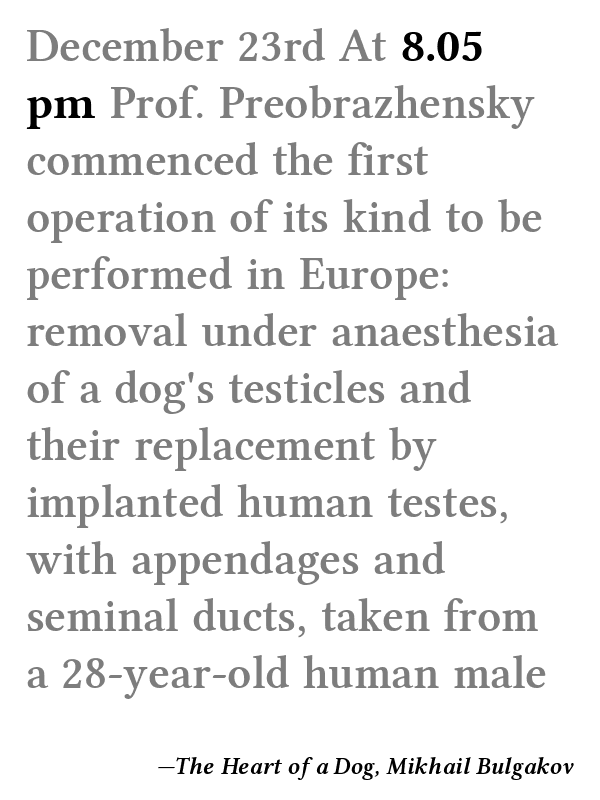 December 23rd At 8.05
pm Prof. Preobrazhensky
commenced the first
operation of its kind to be
performed in Europe:
removal under anaesthesia
of a dog's testicles and
their replacement by
implanted human testes,
with appendages and
seminal ducts, taken from
a 28-year-old human male
—The Heart of a Dog, Mikhail Bulgakov